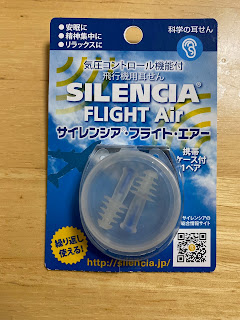 ●安眠に
●精神集中に
●リラックスに
科学の耳せん
気圧コントロール機能付
飛行機用耳せん
SILENCIA®
FLIGHT Air
サイレンシア・フライト・エアー
携帯
ケース付
1ペア
繰り返し
使える!
サイレンシアの
総合情報サイト
http://silencia.jp/